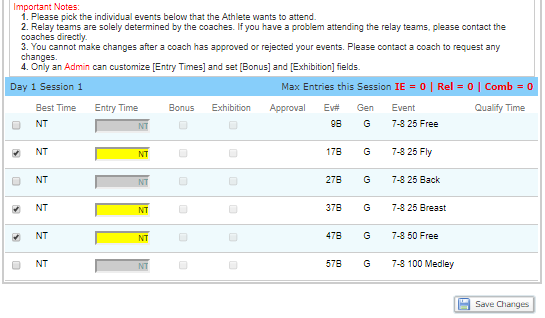 Important Notes:
1. Please pick the individual events below that the Athlete wants to attend.
2. Relay teams are solely determined by the coaches. If you have a problem attending the relay teams, please contact the
coaches directly.
3. You cannot make changes after a coach has approved or rejected your events. Please contact a coach to request any
changes.
4. Only an Admin can customize [Entry Times] and set [Bonus] and [Exhibition] fields.
Day 1 Session 1 Max Entries this Session IE = 0 | Rel = 0 | Comb = 0
Best Time Entry Time Bonus Exhibition Approval Ev# Gen Event Qualify Time
NT NT 9B G 7-8 25 Free
NT NT 17B G 7-8 25 Fly
NT NT 27B G 7-8 25 Back
NT NT 37B G 7-8 25 Breast
NT NT 47B G 7-8 50 Free
NT NT 57B G 7-8 100 Medley
Save Changes